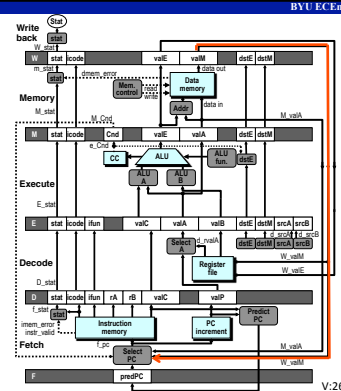 BYU ECEn
Write back
Stat
stat
W_stat
W stat icode valE valM dstE dstM
m_stat
stat
dmem_error
data out
Mem. control
read
write
Data memory
Memory
M_stat
Addr
data in
M_Cnd
M_valA
M stat icode Cnd valE valA dstE dstM
e_Cnd
CC
ALU
ALU fun.
dstE
Execute
ALU A
ALU B
E_stat
E stat icode ifun valC valA valB dstE dstM srcA srcB
d_srcA d_srcB
Select A
d_rvalA
dstE dstM srcA srcB
Decode
Register file
W_valM
W_valE
D_stat
D stat icode ifun rA rB valC valP
f_stat
stat
Predict PC
imem_error
instr_valid
Instruction memory
PC increment
Fetch
f_pc
Select PC
M_valA
W_valM
F predPC
V:26